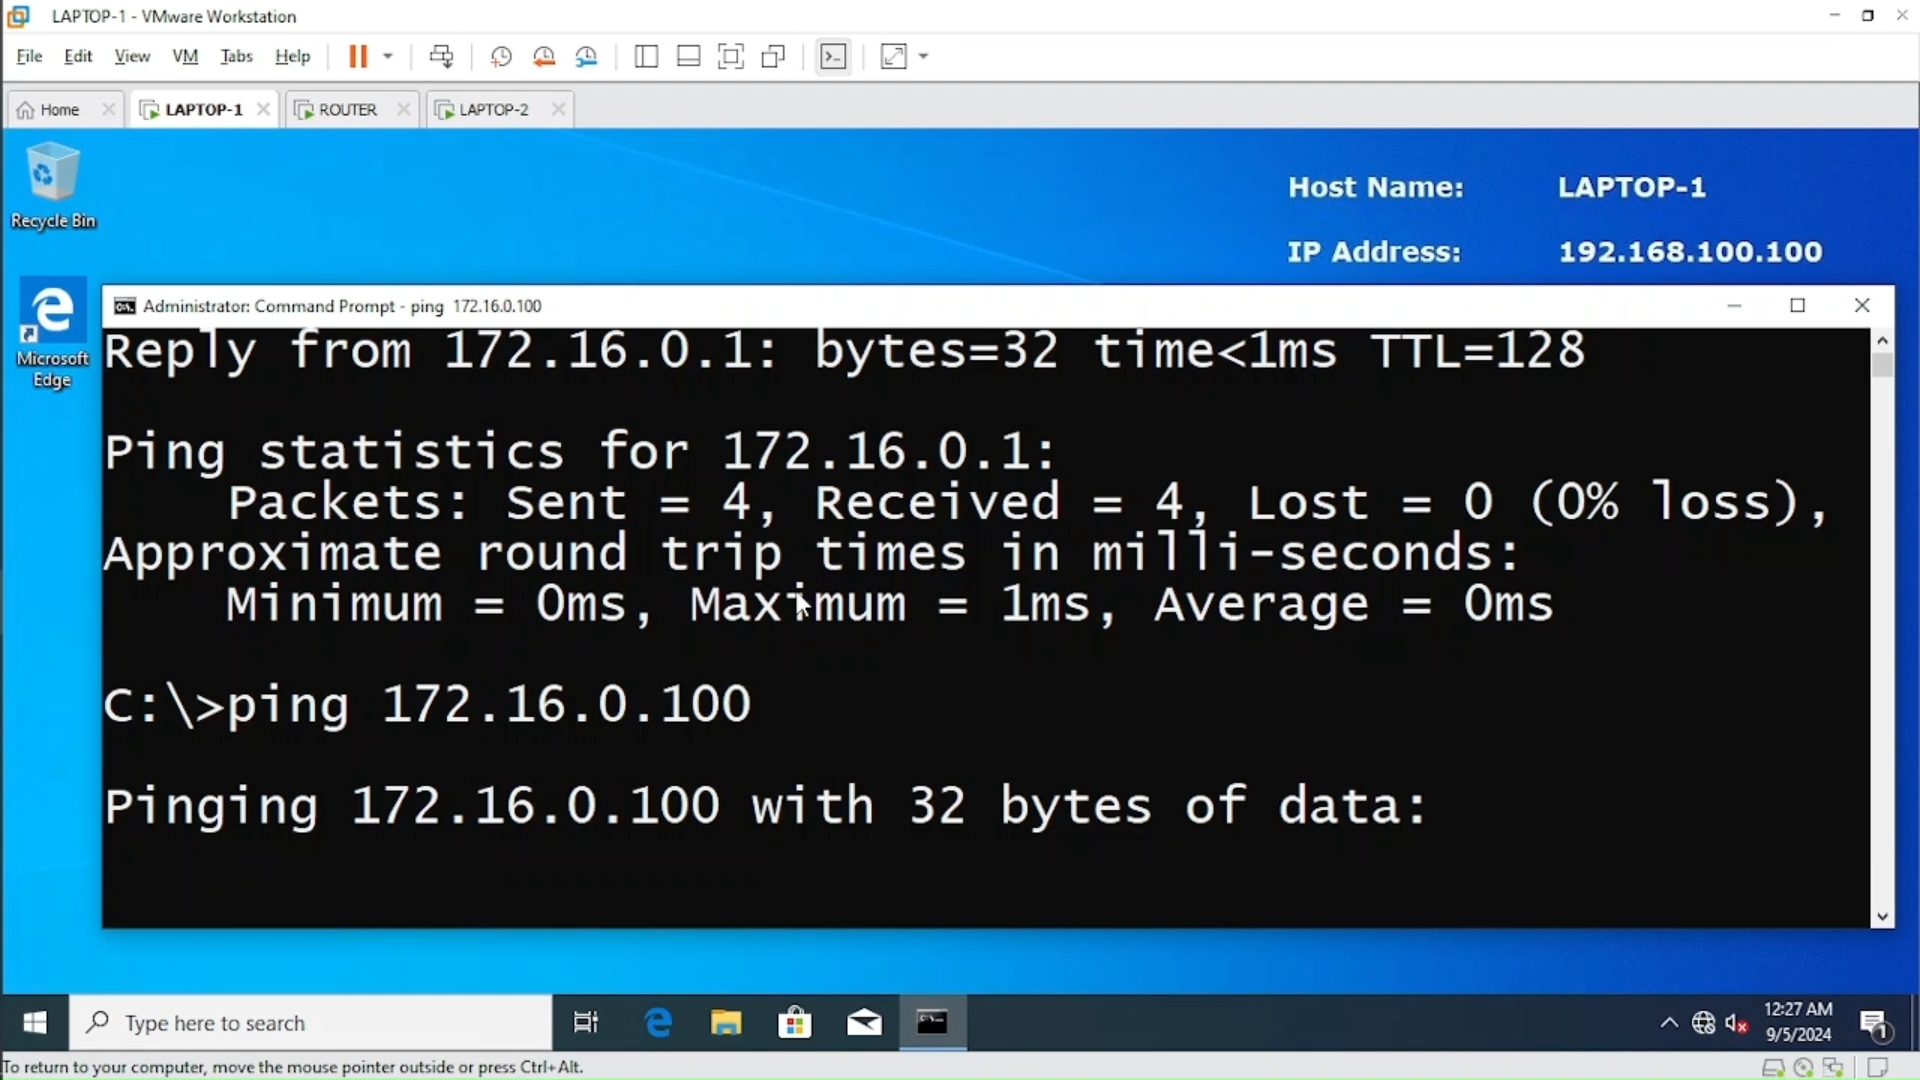 LAPTOP-1 - VMware Workstation
File Edit View VM Tabs Help
Home LAPTOP-1 ROUTER LAPTOP-2
Recycle Bin
Host Name: LAPTOP-1
IP Address: 192.168.100.100
Microsoft
Edge
Administrator: Command Prompt - ping 172.16.0.100
Reply from 172.16.0.1: bytes=32 time<1ms TTL=128
Ping statistics for 172.16.0.1:
Packets: Sent = 4, Received = 4, Lost = 0 (0% loss),
Approximate round trip times in milli-seconds:
Minimum = 0ms, Maximum = 1ms, Average = 0ms
C:\>ping 172.16.0.100
Pinging 172.16.0.100 with 32 bytes of data:
Type here to search
12:27 AM
9/5/2024
1
To return to your computer, move the mouse pointer outside or press Ctrl+Alt.